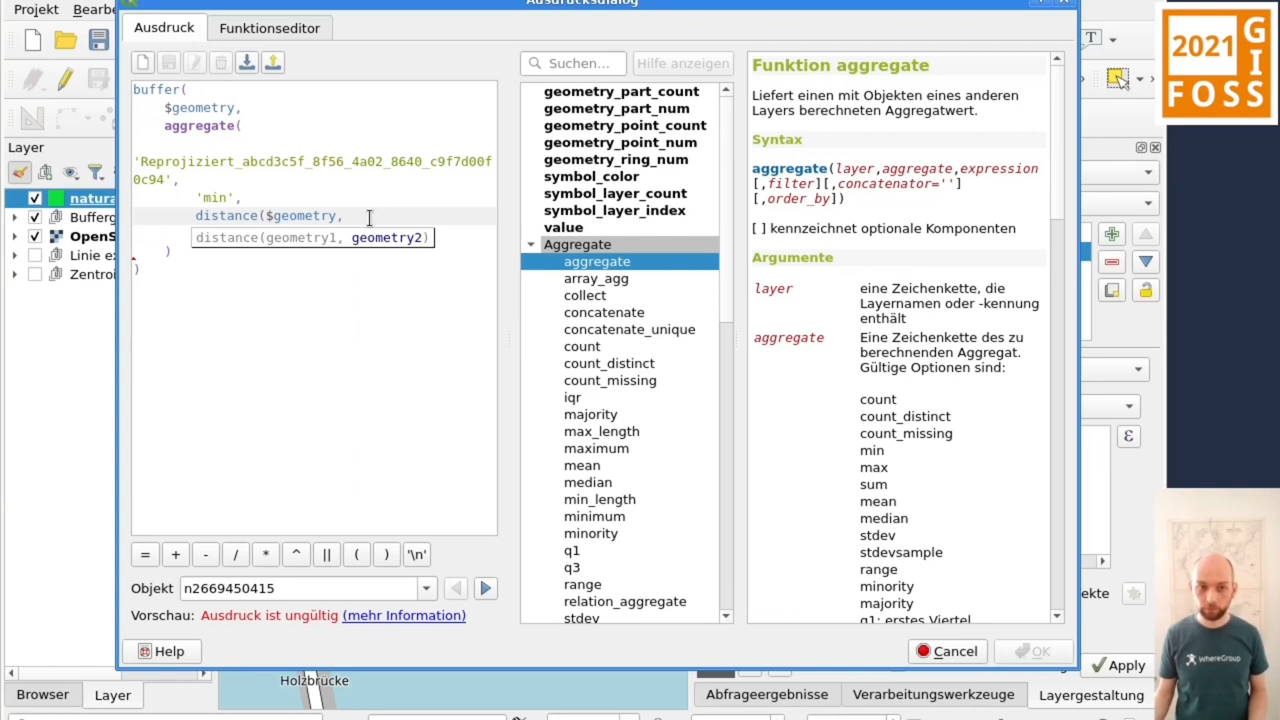 Ausdrucksdialog
Projekt
Ausdruck
Funktionseditor
Suchen...
Hilfe anzeigen
buffer(
$geometry,
aggregate(
'Reprojiziert_abcd3c5f_8f56_4a02_8640_c9f7d00f
0c94',
'min',
distance($geometry,
distance(geometry1, geometry2)
)
)
geometry_part_count
geometry_part_num
geometry_point_count
geometry_point_num
geometry_ring_num
symbol_color
symbol_layer_count
symbol_layer_index
value
Aggregate
aggregate
array_agg
collect
concatenate
concatenate_unique
count
count_distinct
count_missing
iqr
majority
max_length
maximum
mean
median
min_length
minimum
minority
q1
q3
range
relation_aggregate
stdev
Funktion aggregate
Liefert einen mit Objekten eines anderen
Layers berechneten Aggregatwert.
Syntax
aggregate(layer,aggregate,expression
[,filter][,concatenator='']
[,order_by])
[ ] kennzeichnet optionale Komponenten
Argumente
layer eine Zeichenkette, die
Layernamen oder -kennung
enthält
aggregate Eine Zeichenkette des zu
berechnenden Aggregat.
Gültige Optionen sind:
count
count_distinct
count_missing
min
max
sum
mean
median
stdev
stdevsample
range
minority
majority
q1: erstes Viertel
= + - / * ^ || ( ) '\n'
Objekt n2669450415
Vorschau: Ausdruck ist ungültig (mehr Information)
Help
Cancel
OK
Layer
natura
Bufferg
OpenS
Linie e
Zentroi
Holzbrücke
Browser
Layer
Apply
Abfrageergebnisse
Verarbeitungswerkzeuge
Layergestaltung
T
ε
2021
GI
FOSS
WhereGroup